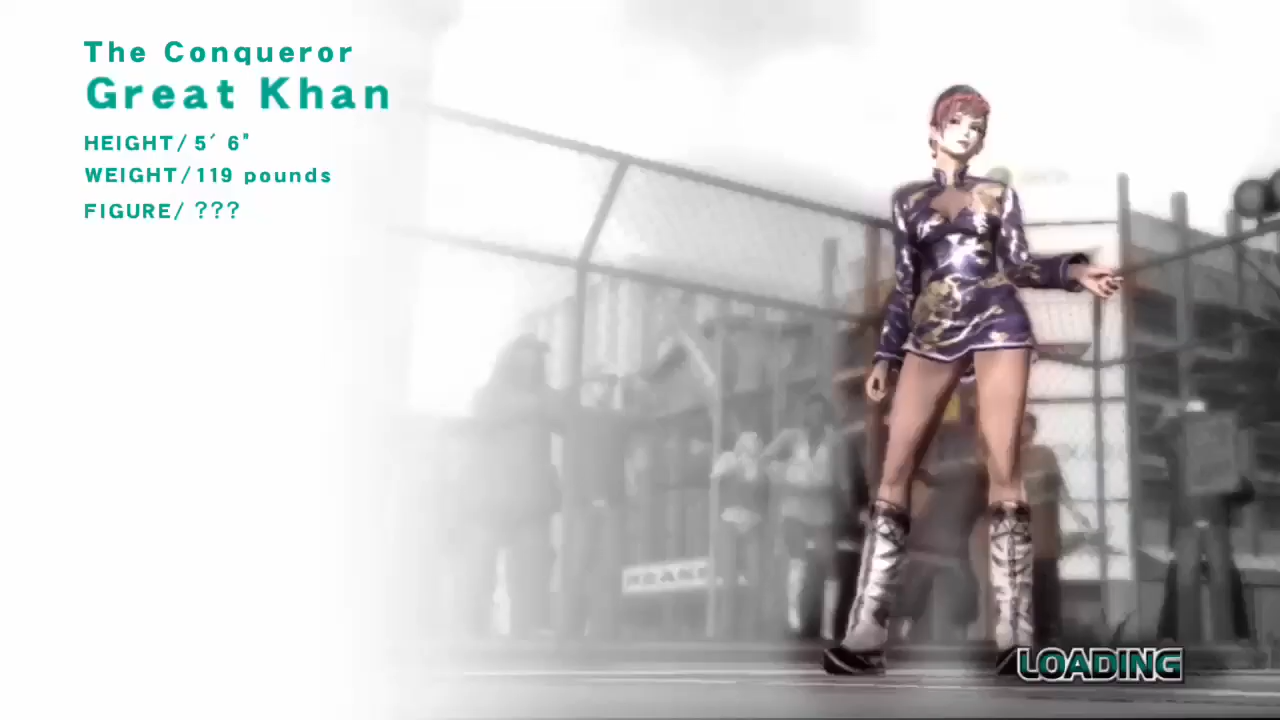 The Conqueror
Great Khan
HEIGHT/ 5´ 6"
WEIGHT/119 pounds
FIGURE/ ???
LOADING